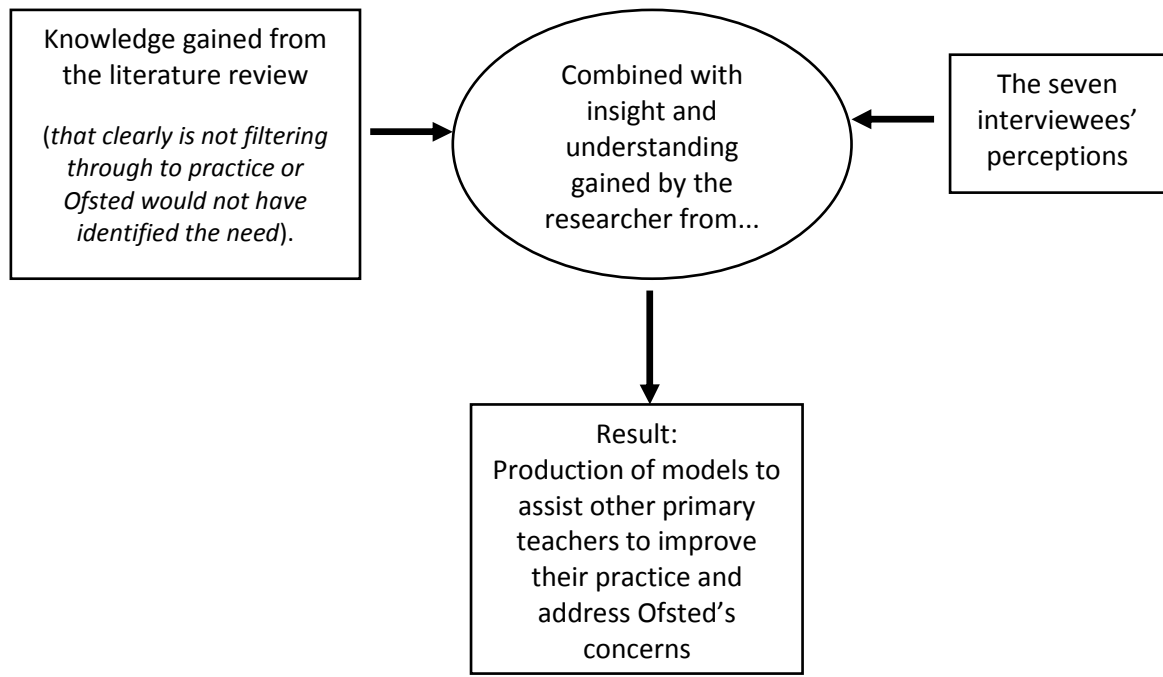 Knowledge gained from
the literature review
(that clearly is not filtering
through to practice or
Ofsted would not have
identified the need).
Combined with
insight and
understanding
gained by the
researcher from...
The seven
interviewees’
perceptions
Result:
Production of models to
assist other primary
teachers to improve
their practice and
address Ofsted’s
concerns